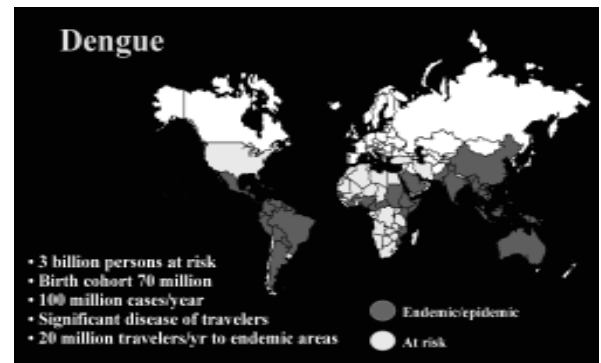 Dengue
• 3 billion persons at risk
• Birth cohort 70 million
• 100 million cases/year
• Significant disease of travelers
• 20 million travelers/yr to endemic areas
Endemic/epidemic
At risk